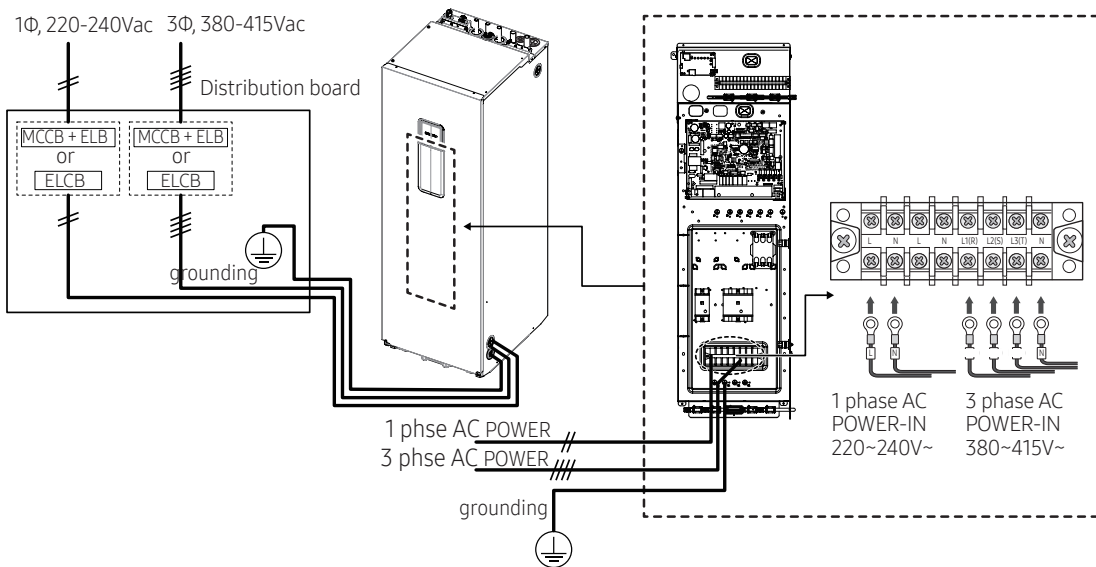 1Φ, 220-240Vac
3Φ, 380-415Vac
Distribution board
MCCB + ELB
or
ELCB
MCCB + ELB
or
ELCB
grounding
L N L N L1(R) L2(S) L3(T) N
L N N
1 phase AC
POWER-IN
220~240V~
3 phase AC
POWER-IN
380~415V~
1 phse AC POWER
3 phse AC POWER
grounding